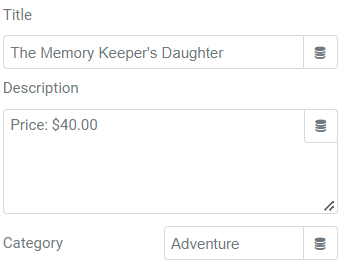 Title
The Memory Keeper's Daughter
Description
Price: $40.00
Category
Adventure